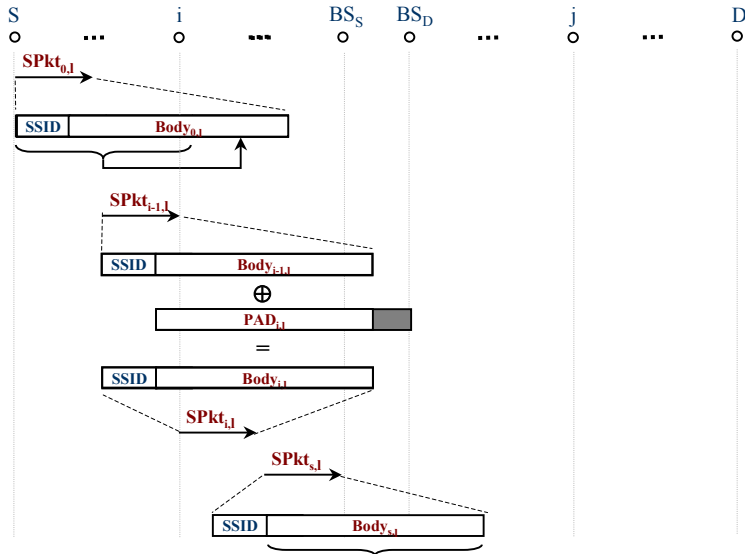 S ... i ... BS_S BS_D ... j ... D
SPkt_0,l
SSID Body_0,l
SPkt_i-1,l
SSID Body_i-1,l
⊕
PAD_i,l
=
SSID Body_i,l
SPkt_i,l
SPkt_s,l
SSID Body_s,l